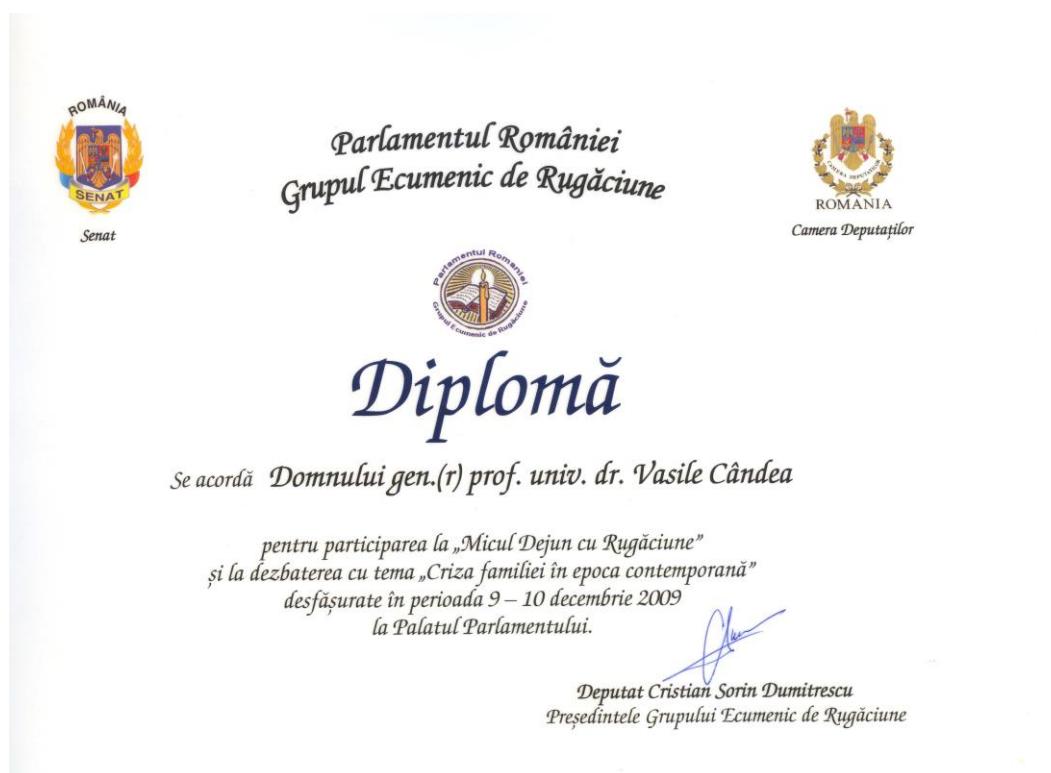 ROMÂNIA
SENAT
Senat
Parlamentul României
Grupul Ecumenic de Rugăciune
CAMERA DEPUTAȚILOR
ROMANIA
Camera Deputaților
Parlamentul Romaniei
Grupul Ecumenic de Rugăciune
Diplomă
Se acordă Domnului gen.(r) prof. univ. dr. Vasile Cândea
pentru participarea la „Micul Dejun cu Rugăciune”
și la dezbaterea cu tema „Criza familiei în epoca contemporană”
desfășurate în perioada 9 – 10 decembrie 2009
la Palatul Parlamentului.
Deputat Cristian Sorin Dumitrescu
Președintele Grupului Ecumenic de Rugăciune